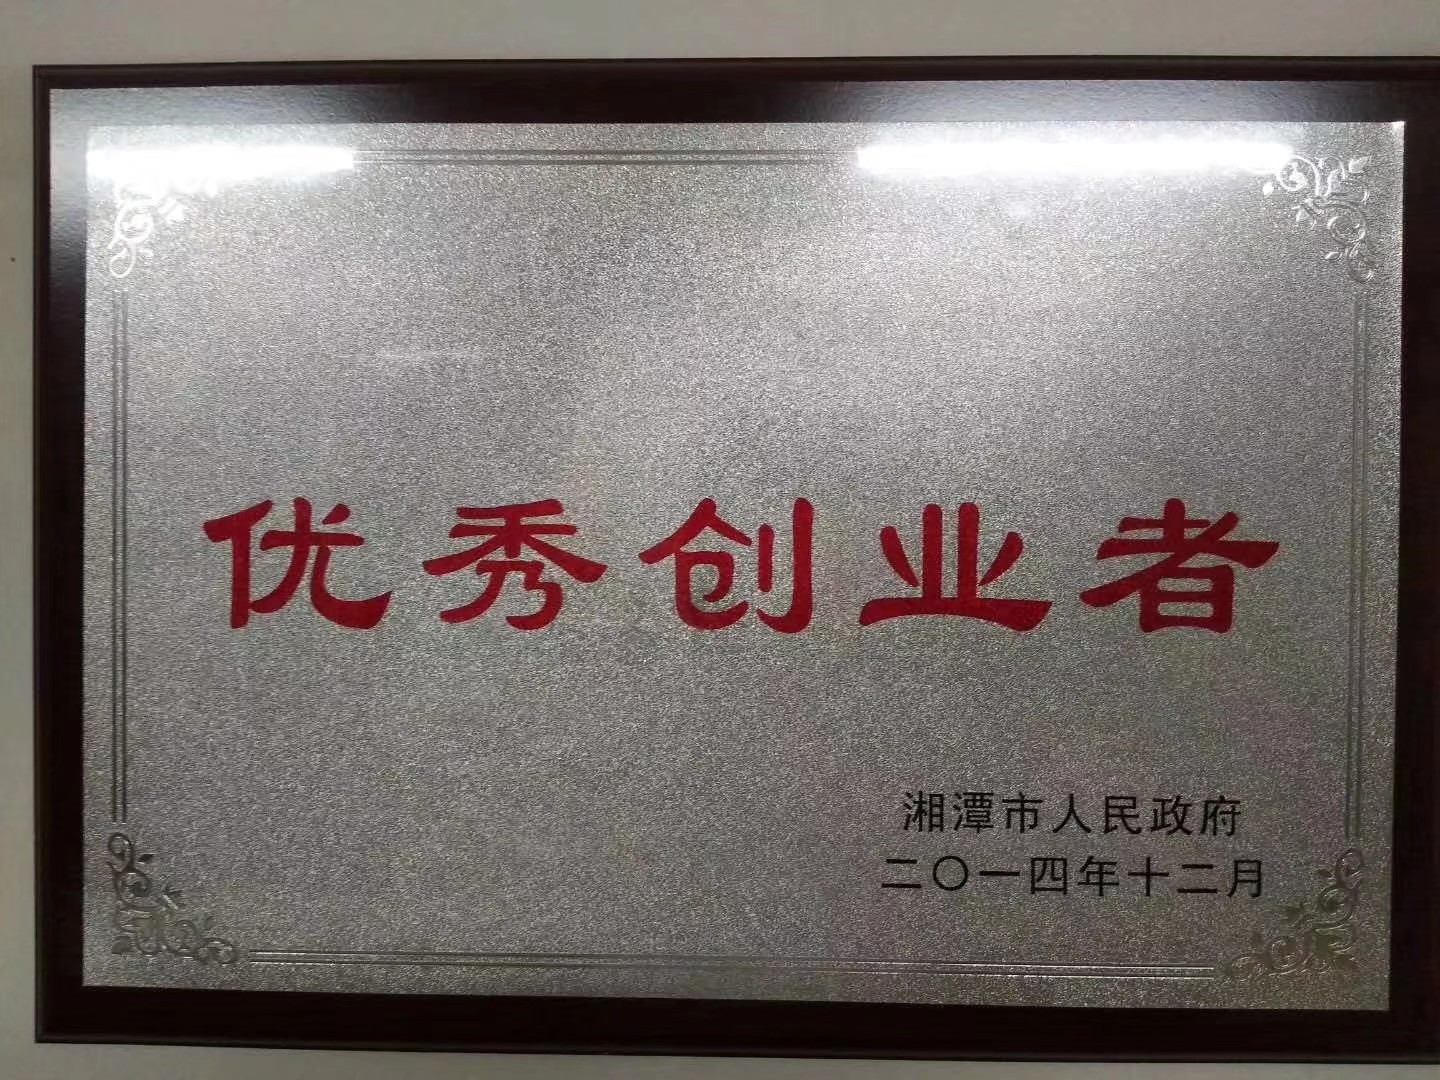 优秀创业者
湘潭市人民政府
二〇一四年十二月